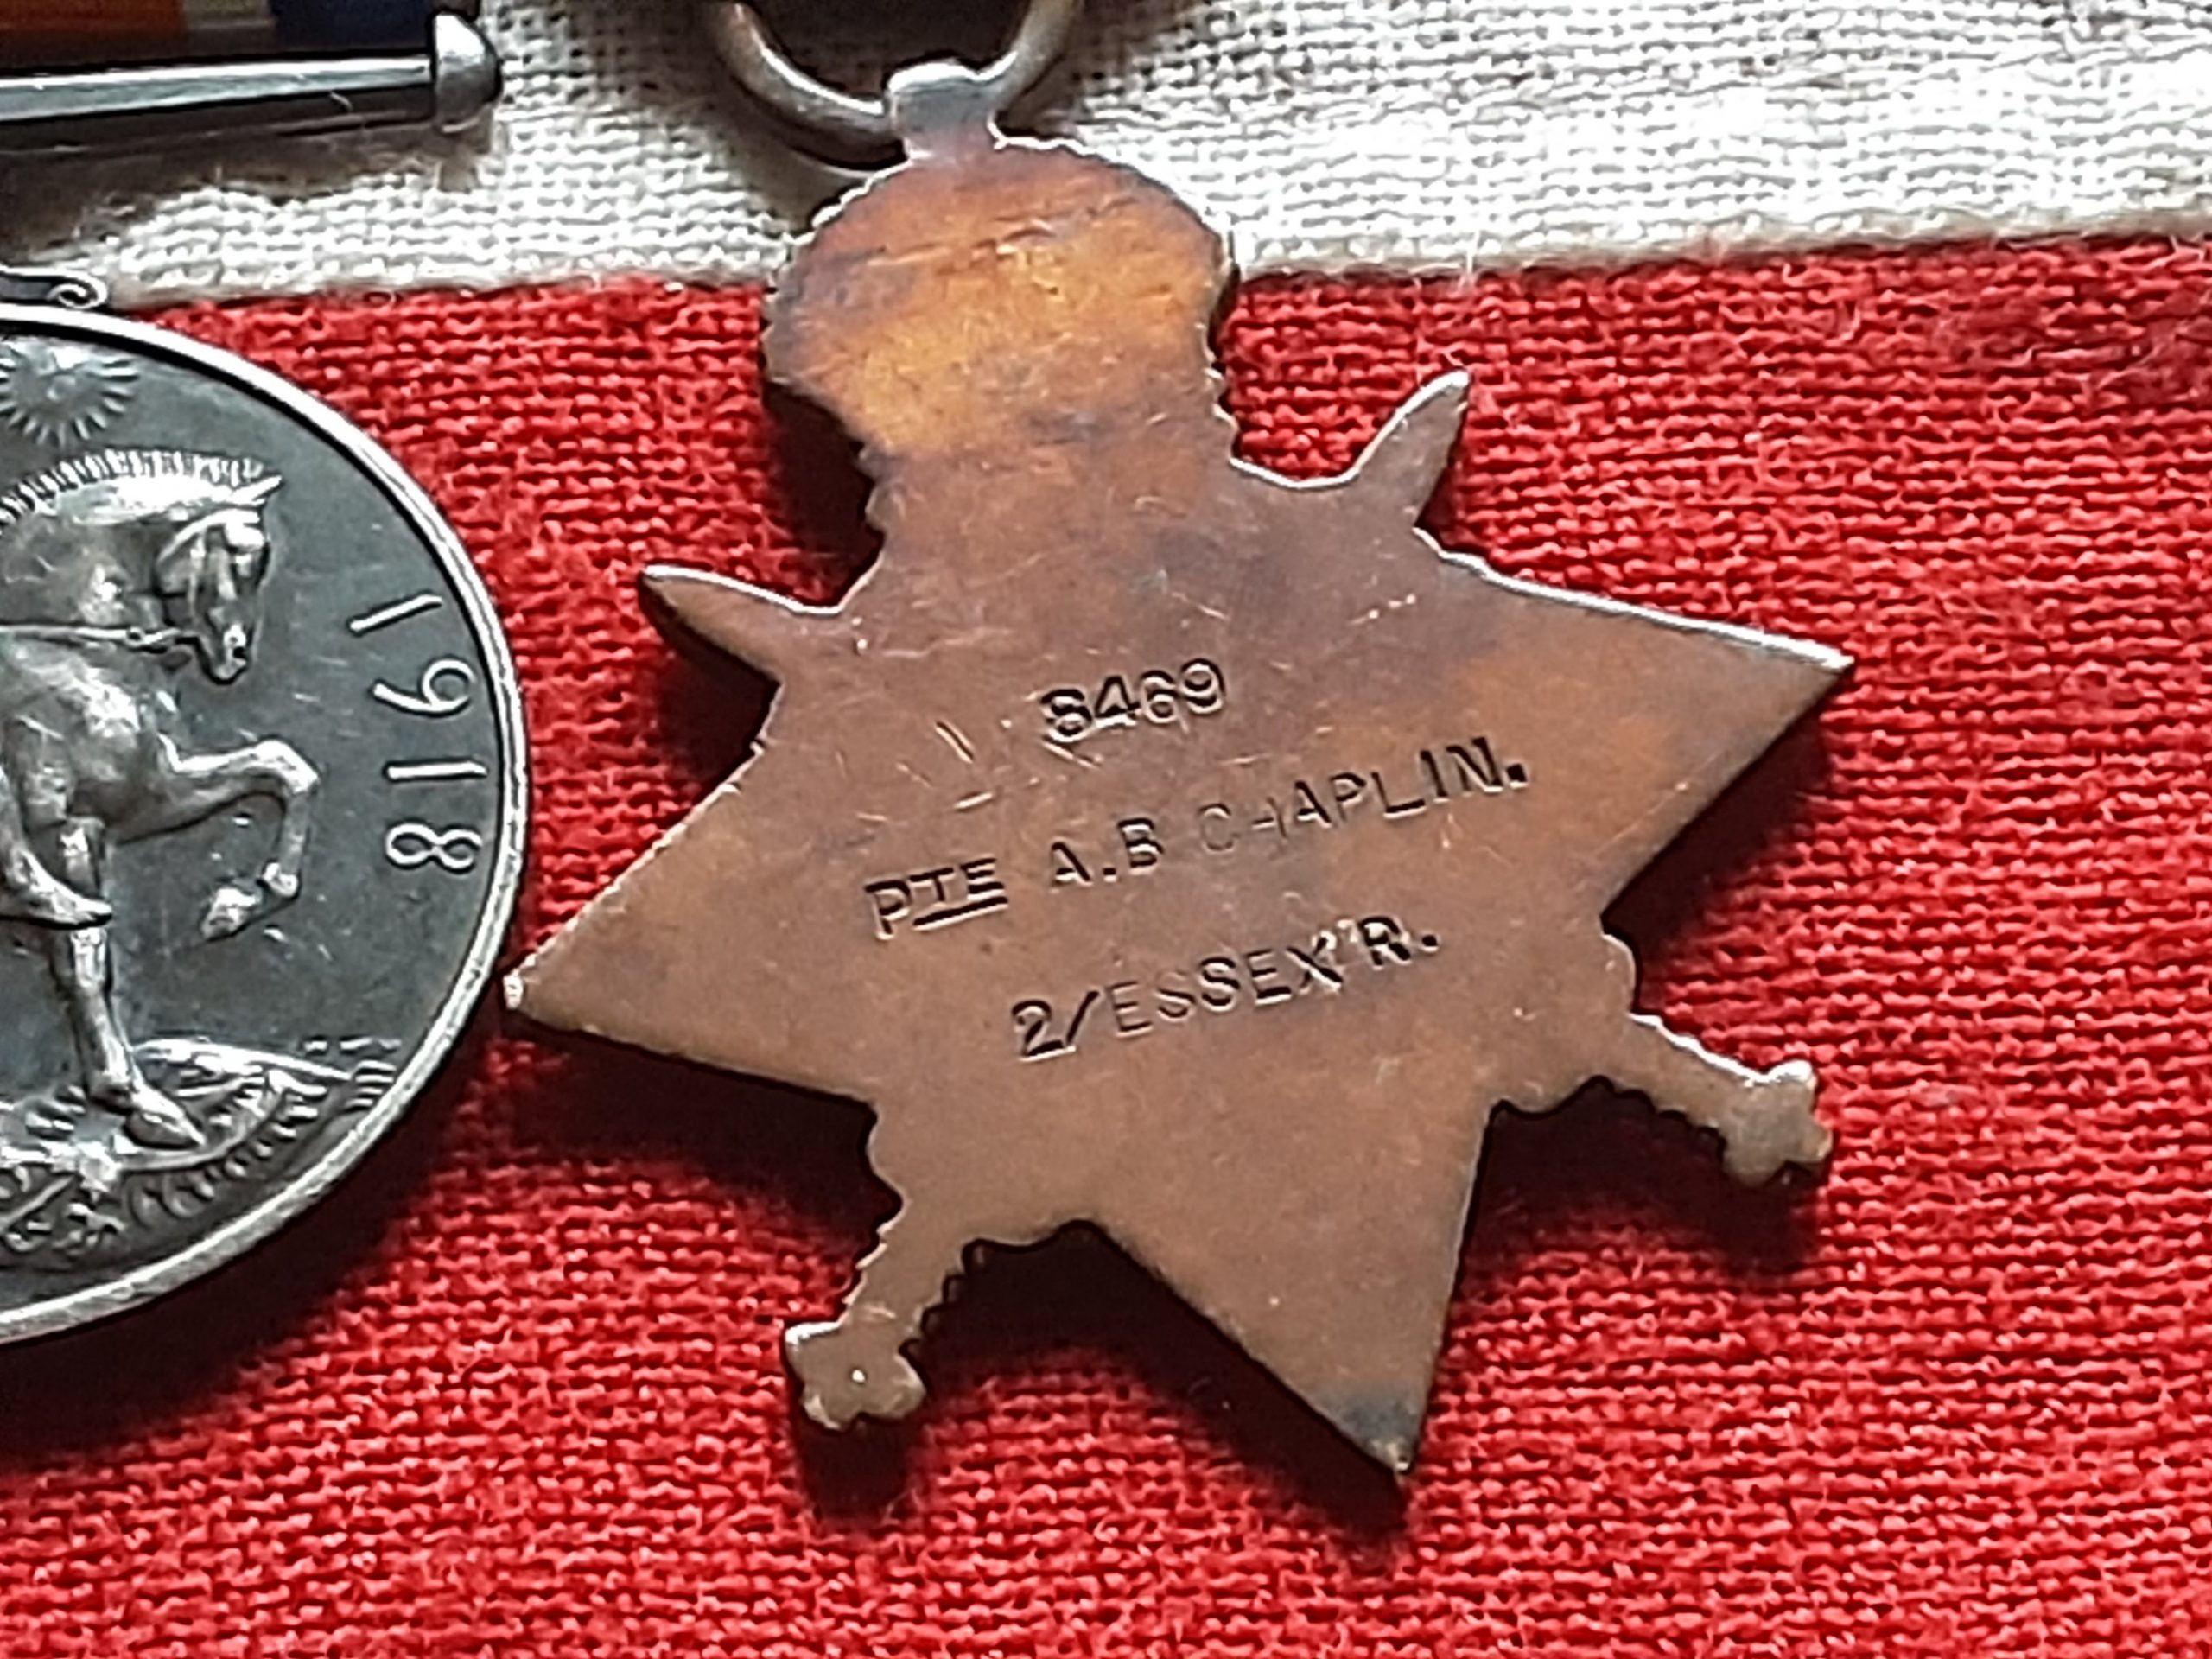 1918
8469
PTE A.B CHAPLIN.
2/ESSEX R.